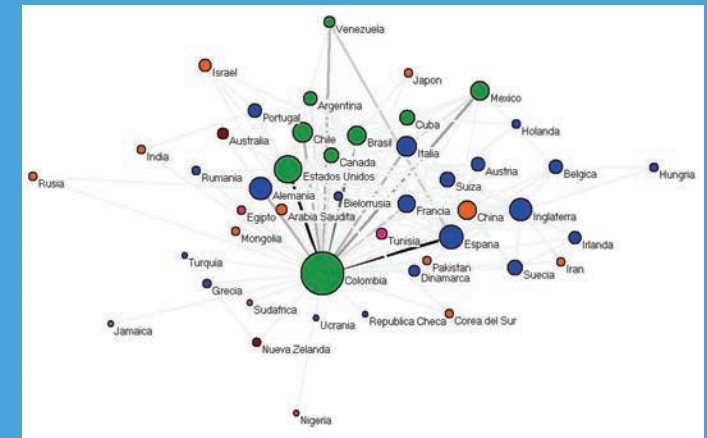 Venezuela
Israel
Japon
Mexico
Argentina
Portugal
Cuba
Holanda
Australia
Chile
Brasil
Italia
India
Canada
Rumania
Estados Unidos
Austria
Belgica
Hungria
Rusia
Alemania
Bielorrusia
Suiza
Egipto
Arabia Saudita
Francia
China
Inglaterra
Mongolia
Tunisia
Espana
Irlanda
Turquia
Pakistan
Iran
Colombia
Dinamarca
Suecia
Grecia
Sudafrica
Jamaica
Ucrania
Republica Checa
Corea del Sur
Nueva Zelanda
Nigeria